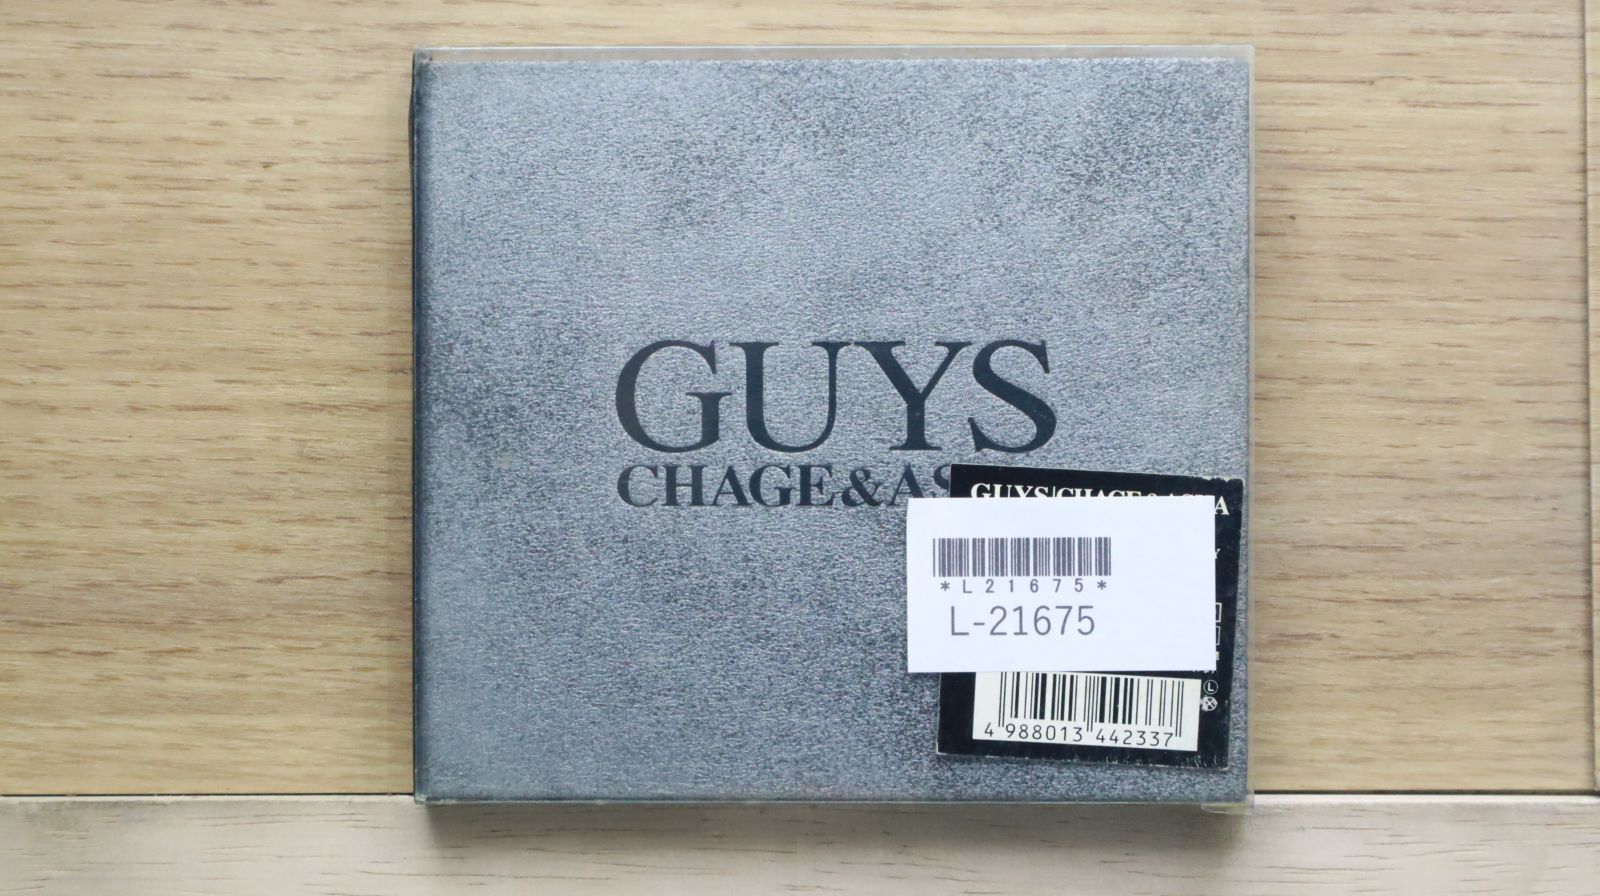 GUYS
CHAGE&AS
GUYS/CHAGE&ASKA
*L21675*
L-21675
4 988013 442337